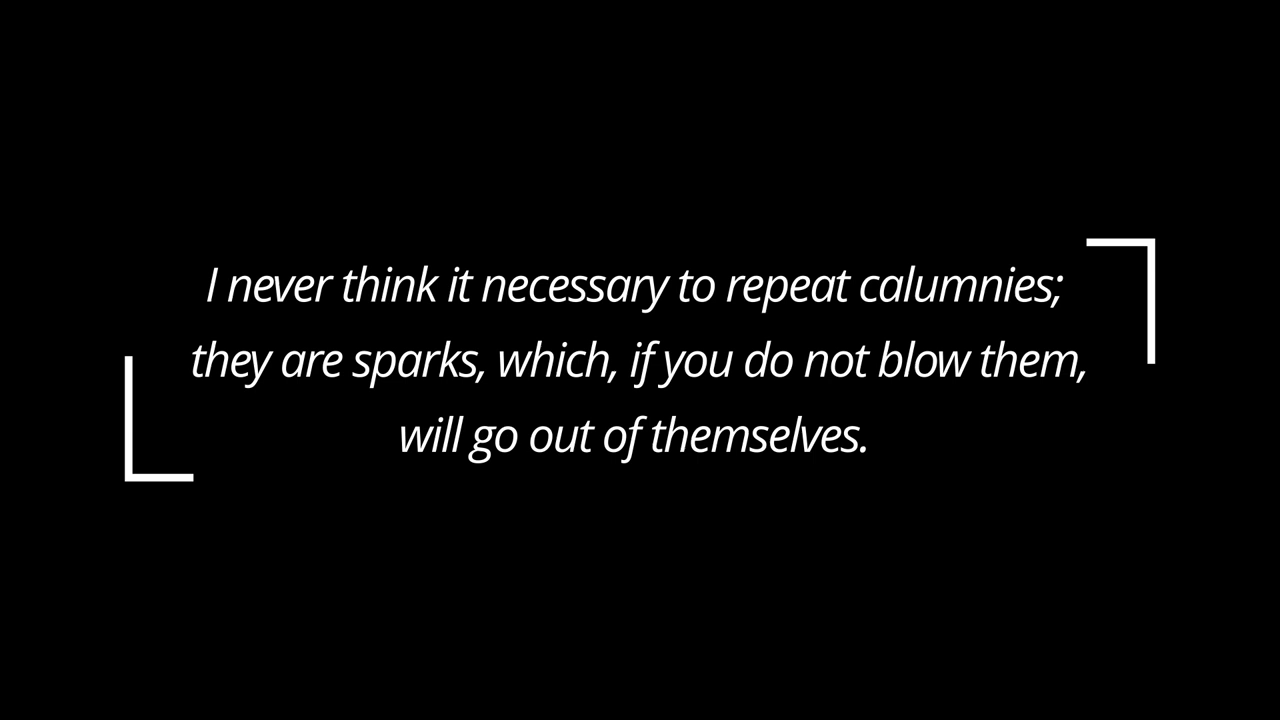 I never think it necessary to repeat calumnies;
they are sparks, which, if you do not blow them,
will go out of themselves.